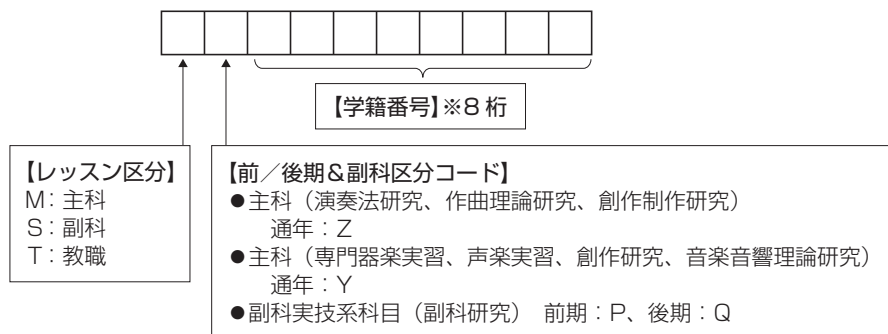 【学籍番号】※8 桁
【レッスン区分】
M：主科
S：副科
T：教職
【前／後期＆副科区分コード】
●主科（演奏法研究、作曲理論研究、創作制作研究）
通年：Z
●主科（専門器楽実習、声楽実習、創作研究、音楽音響理論研究）
通年：Y
●副科実技系科目（副科研究）　前期：P、後期：Q